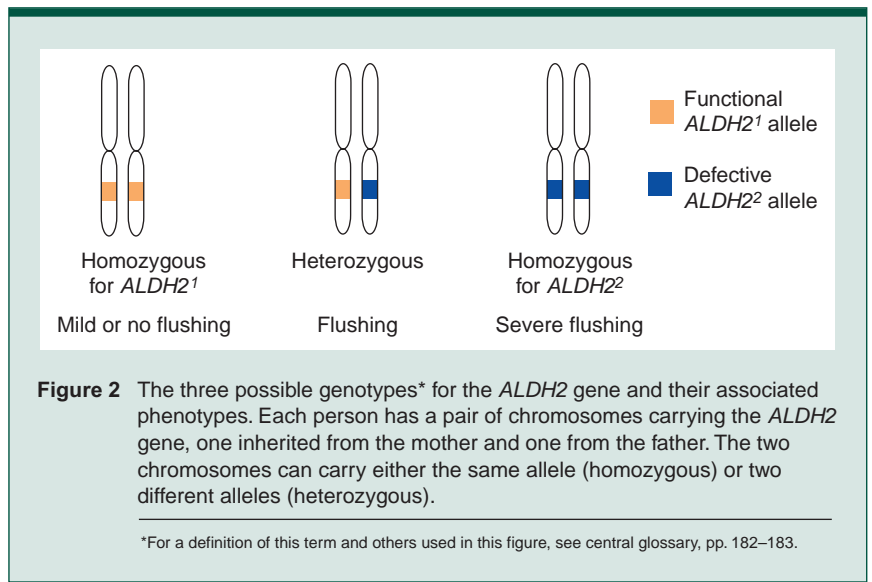 Functional
ALDH2¹ allele
Defective
ALDH2² allele
Homozygous
for ALDH2¹
Heterozygous
Homozygous
for ALDH2²
Mild or no flushing
Flushing
Severe flushing
Figure 2 The three possible genotypes* for the ALDH2 gene and their associated
phenotypes. Each person has a pair of chromosomes carrying the ALDH2
gene, one inherited from the mother and one from the father. The two
chromosomes can carry either the same allele (homozygous) or two
different alleles (heterozygous).
*For a definition of this term and others used in this figure, see central glossary, pp. 182–183.